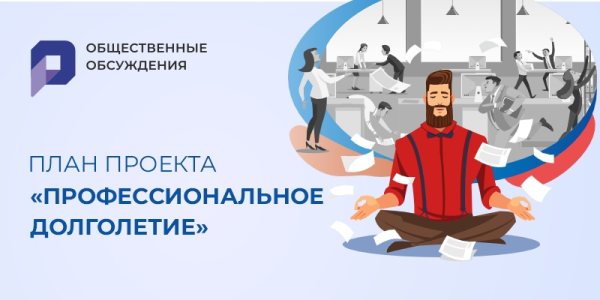 ОБЩЕСТВЕННЫЕ
ОБСУЖДЕНИЯ
ПЛАН ПРОЕКТА
«ПРОФЕССИОНАЛЬНОЕ
ДОЛГОЛЕТИЕ»